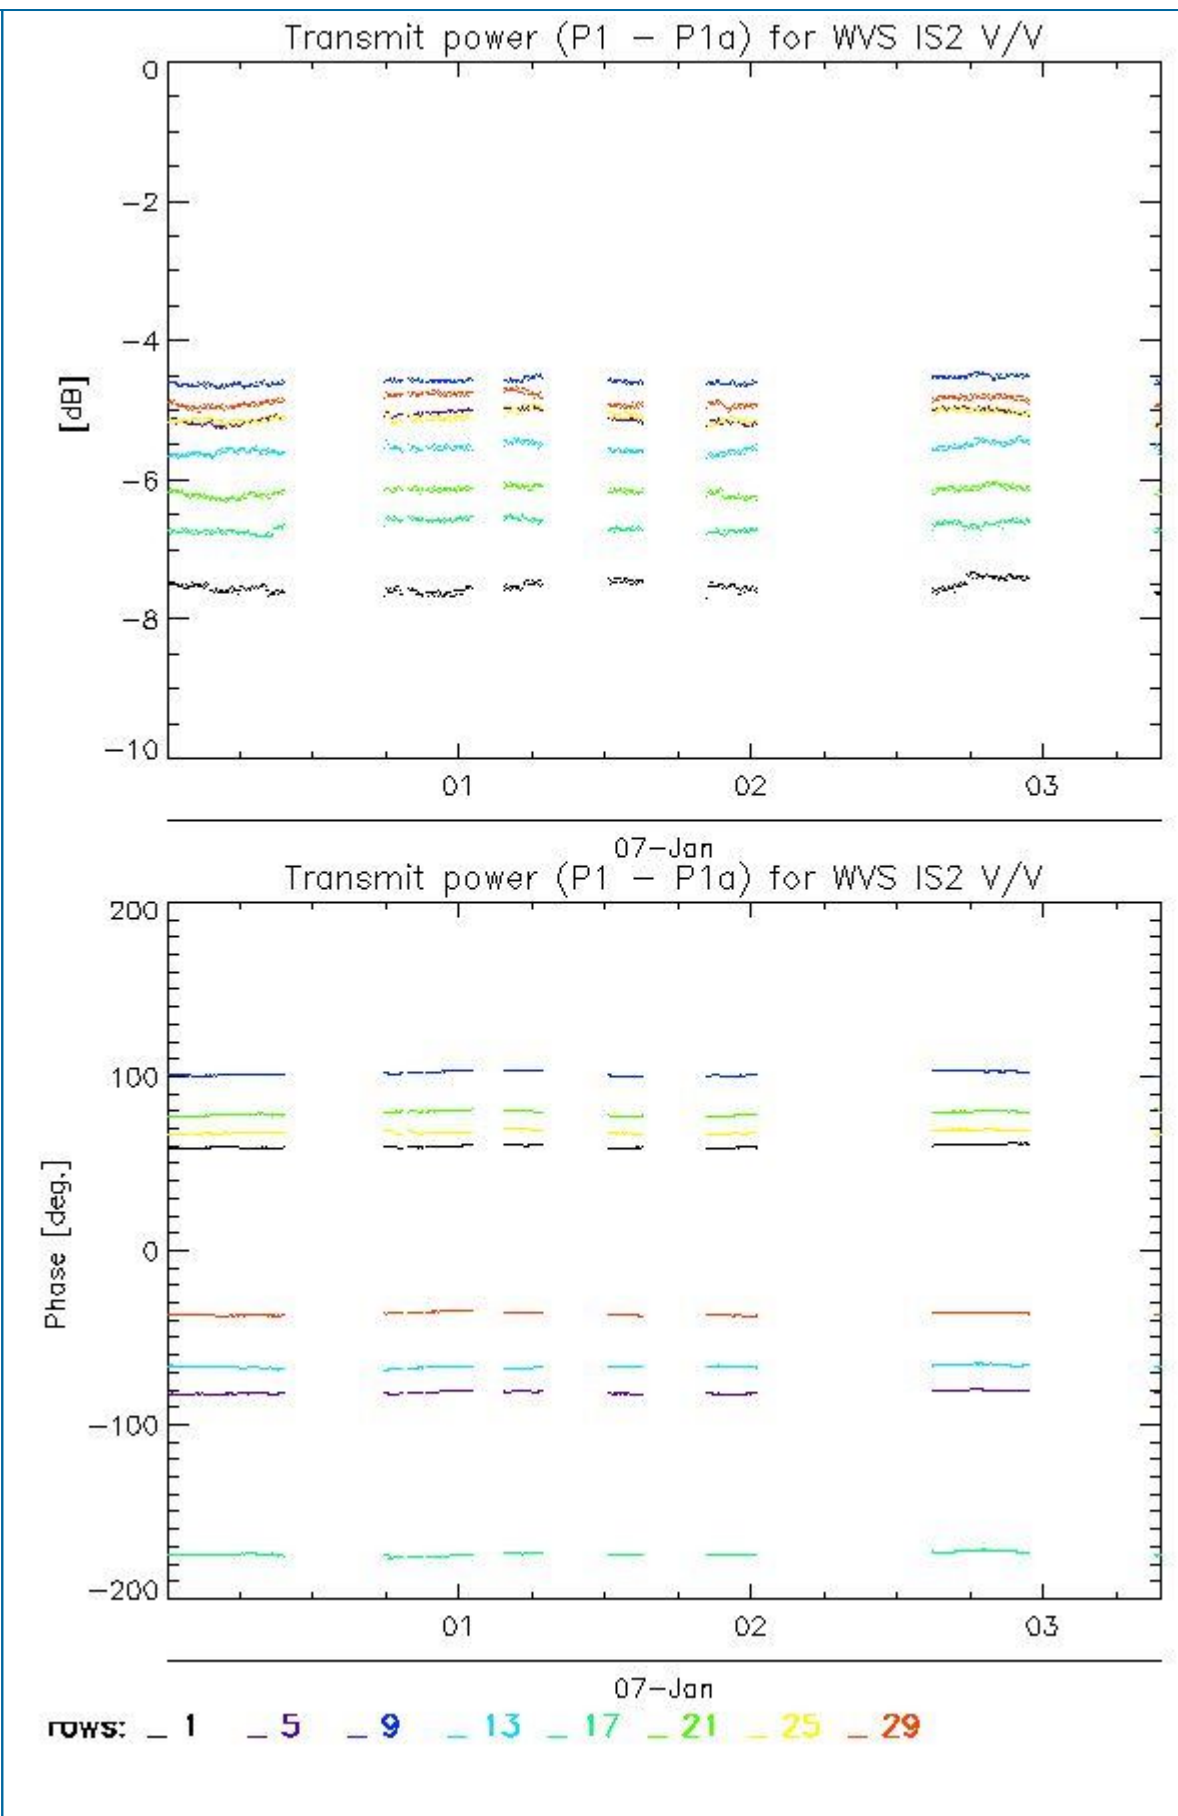 Transmit power (P1 − P1a) for WVS IS2 V/V
0
−2
−4
[dB]
−6
−8
−10
01 02 03
07−Jan
Transmit power (P1 − P1a) for WVS IS2 V/V
200
100
Phase [deg.]
0
−100
−200
01 02 03
07−Jan
rows: _ 1 _ 5 _ 9 _ 13 _ 17 _ 21 _ 25 _ 29